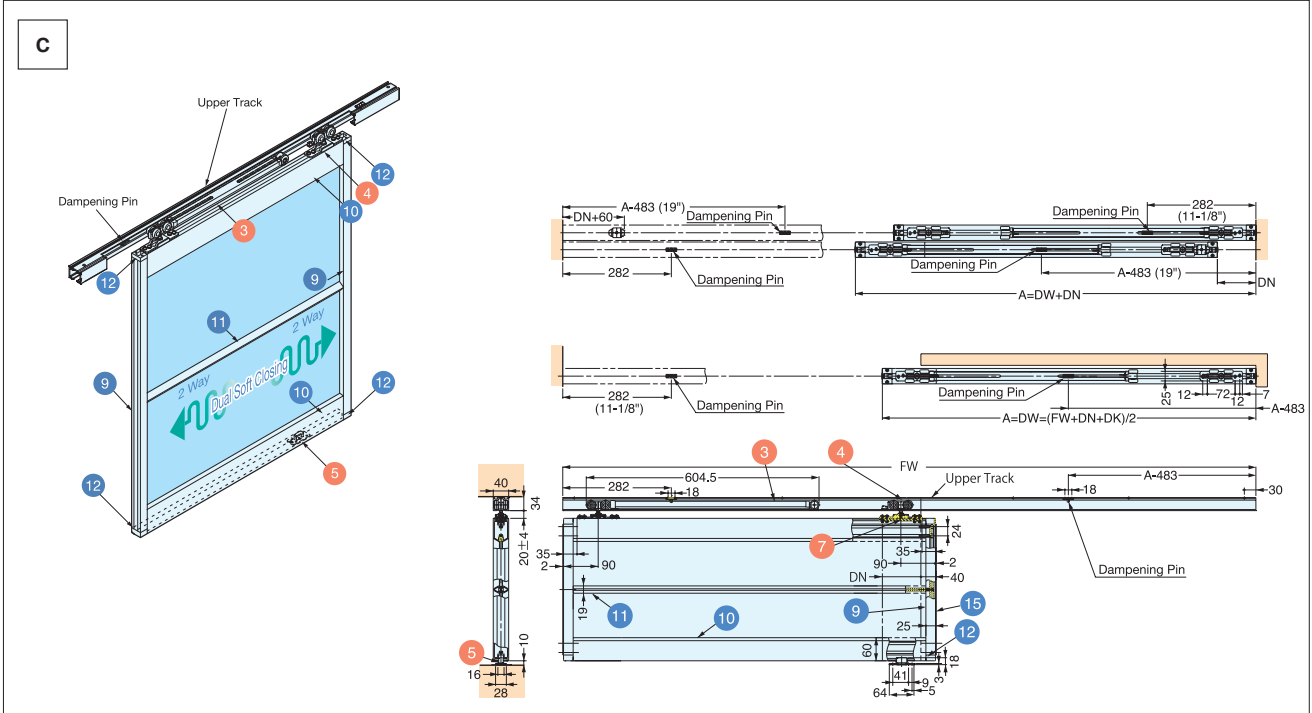 C
Upper Track
Dampening Pin
12
4
10
3
12
9
11
2 Way
9
2 Way
Dual Soft Closing
10
12
5
12
A-483 (19")
DN+60
Dampening Pin
282
Dampening Pin
282
(11-1/8")
Dampening Pin
Dampening Pin
A-483 (19")
DN
A=DW+DN
282
(11-1/8")
Dampening Pin
25
12
72
12
7
Dampening Pin
A-483
A=DW=(FW+DN+DK)/2
3
4
FW
Upper Track
604.5
282
18
A-483
18
30
Dampening Pin
40
34
20±4
10
5
16
28
35
2
90
7
35
90
2
24
DN
40
19
11
10
9
15
25
12
60
18
3
41
9
64
5